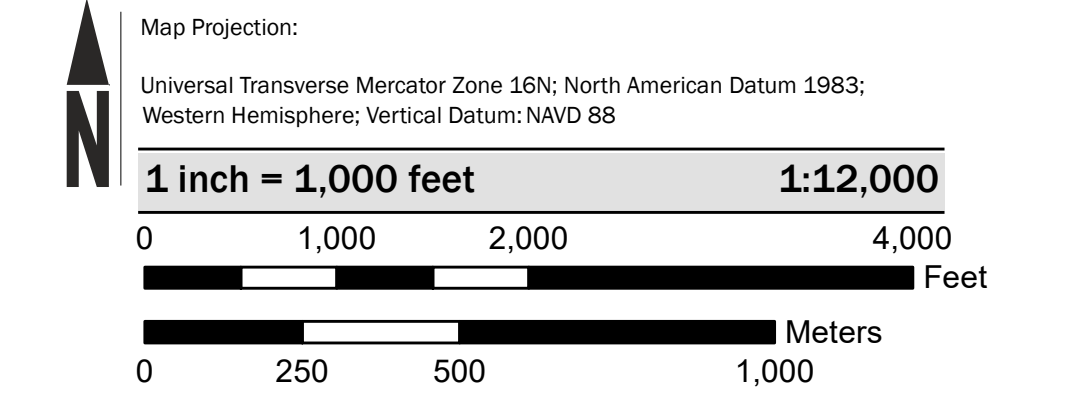 N
Map Projection:
Universal Transverse Mercator Zone 16N; North American Datum 1983;
Western Hemisphere; Vertical Datum: NAVD 88
1 inch = 1,000 feet 1:12,000
0 1,000 2,000 4,000
Feet
Meters
0 250 500 1,000